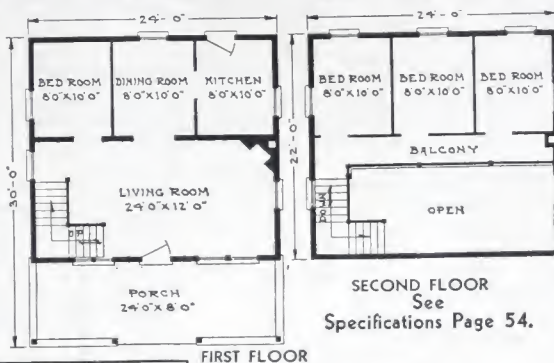 24'-0"
BED ROOM
8'0"X10'0"
DINING ROOM
8'0"X10'0"
KITCHEN
8'0"X10'0"
30'-0"
LIVING ROOM
24'0"X12'0"
UP
PORCH
24'0"X8'0"
FIRST FLOOR
24'-0"
BED ROOM
8'0"X10'0"
BED ROOM
8'0"X10'0"
BED ROOM
8'0"X10'0"
22'-0"
BALCONY
OPEN
SECOND FLOOR
See
Specifications Page 54.